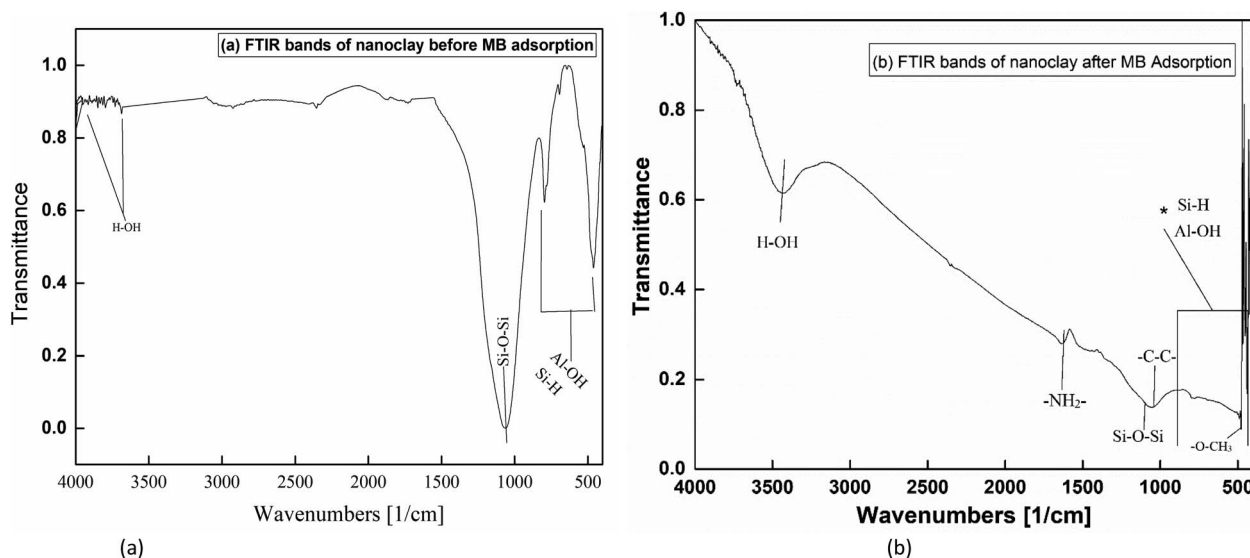 (a) FTIR bands of nanoclay before MB adsorption
1.0
0.8
0.6
0.4
0.2
0.0
Transmittance
H-OH
Si-O-Si
Al-OH
Si-H
4000
3500
3000
2500
2000
1500
1000
500
Wavenumbers [1/cm]
(a)
(b) FTIR bands of nanoclay after MB Adsorption
1.0
0.8
0.6
0.4
0.2
0.0
Transmittance
H-OH
* Si-H
Al-OH
-C-C-
-NH2-
Si-O-Si
-O-CH3
4000
3500
3000
2500
2000
1500
1000
500
Wavenumbers [1/cm]
(b)